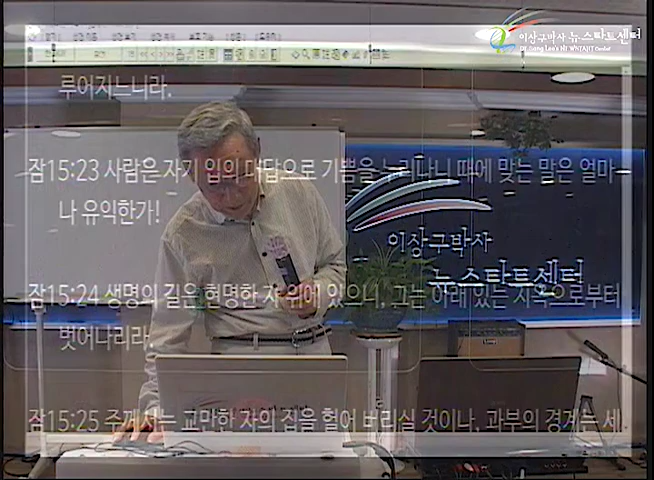 이상구박사 뉴스타트센터
루어지느니라.
잠15:23 사람은 자기 입의 대답으로 기쁨을 누리나니 때에 맞는 말은 얼마
나 유익한가!
이상구박사
뉴스타트센터
잠15:24 생명의 길은 현명한 자 위에 있으니, 그는 아래 있는 지옥으로부터
벗어나리라.
잠15:25 주께서는 교만한 자의 집을 헐어 버리실 것이나, 과부의 경계는 세